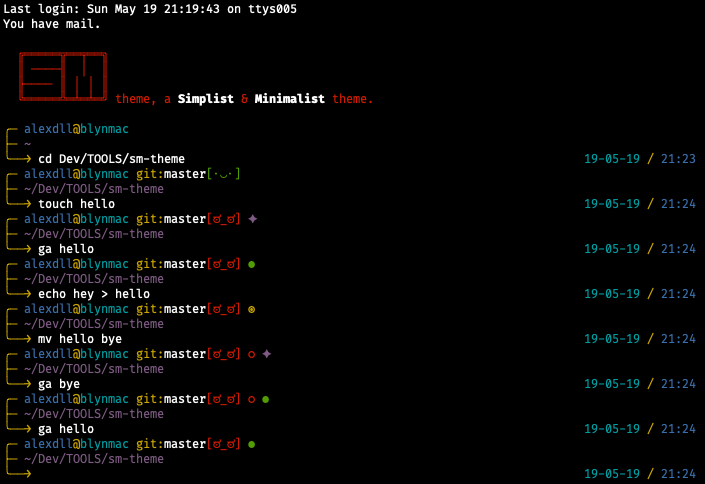 Last login: Sun May 19 21:19:43 on ttys005
You have mail.
SM theme, a Simplist & Minimalist theme.
╭─ alexdll@blynmac
├─ ~
╰──→ cd Dev/TOOLS/sm-theme 19-05-19 / 21:23
╭─ alexdll@blynmac git:master[·◡·]
├─ ~/Dev/TOOLS/sm-theme
╰──→ touch hello 19-05-19 / 21:24
╭─ alexdll@blynmac git:master[ಠ_ಠ] ✦
├─ ~/Dev/TOOLS/sm-theme
╰──→ ga hello 19-05-19 / 21:24
╭─ alexdll@blynmac git:master[ಠ_ಠ] ●
├─ ~/Dev/TOOLS/sm-theme
╰──→ echo hey > hello 19-05-19 / 21:24
╭─ alexdll@blynmac git:master[ಠ_ಠ] ⊛
├─ ~/Dev/TOOLS/sm-theme
╰──→ mv hello bye 19-05-19 / 21:24
╭─ alexdll@blynmac git:master[ಠ_ಠ] ○ ✦
├─ ~/Dev/TOOLS/sm-theme
╰──→ ga bye 19-05-19 / 21:24
╭─ alexdll@blynmac git:master[ಠ_ಠ] ○ ●
├─ ~/Dev/TOOLS/sm-theme
╰──→ ga hello 19-05-19 / 21:24
╭─ alexdll@blynmac git:master[ಠ_ಠ] ●
├─ ~/Dev/TOOLS/sm-theme
╰──→ 19-05-19 / 21:24